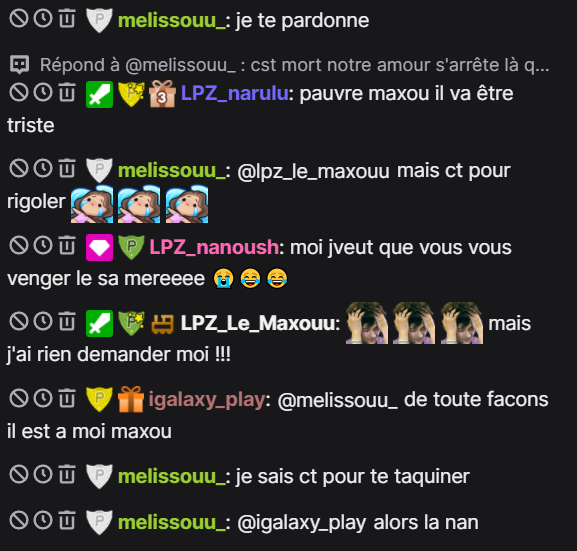 melissouu_: je te pardonne
Répond à @melissouu_ : cst mort notre amour s'arrête là q...
3 LPZ_narulu: pauvre maxou il va être
triste
melissouu_: @lpz_le_maxouu mais ct pour
rigoler
LPZ_nanoush: moi jveut que vous vous
venger le sa mereeee 😭 😂 😂
LPZ_Le_Maxouu: mais
j'ai rien demander moi !!!
igalaxy_play: @melissouu_ de toute facons
il est a moi maxou
melissouu_: je sais ct pour te taquiner
melissouu_: @igalaxy_play alors la nan